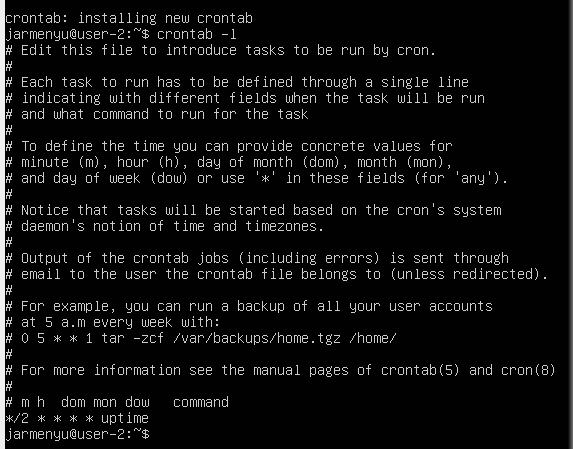 crontab: installing new crontab
jarmenyu@user-2:~$ crontab -l
# Edit this file to introduce tasks to be run by cron.
#
# Each task to run has to be defined through a single line
# indicating with different fields when the task will be run
# and what command to run for the task
#
# To define the time you can provide concrete values for
# minute (m), hour (h), day of month (dom), month (mon),
# and day of week (dow) or use '*' in these fields (for 'any').
#
# Notice that tasks will be started based on the cron's system
# daemon's notion of time and timezones.
#
# Output of the crontab jobs (including errors) is sent through
# email to the user the crontab file belongs to (unless redirected).
#
# For example, you can run a backup of all your user accounts
# at 5 a.m every week with:
# 0 5 * * 1 tar -zcf /var/backups/home.tgz /home/
#
# For more information see the manual pages of crontab(5) and cron(8)
#
# m h  dom mon dow   command
*/2 * * * * uptime
jarmenyu@user-2:~$